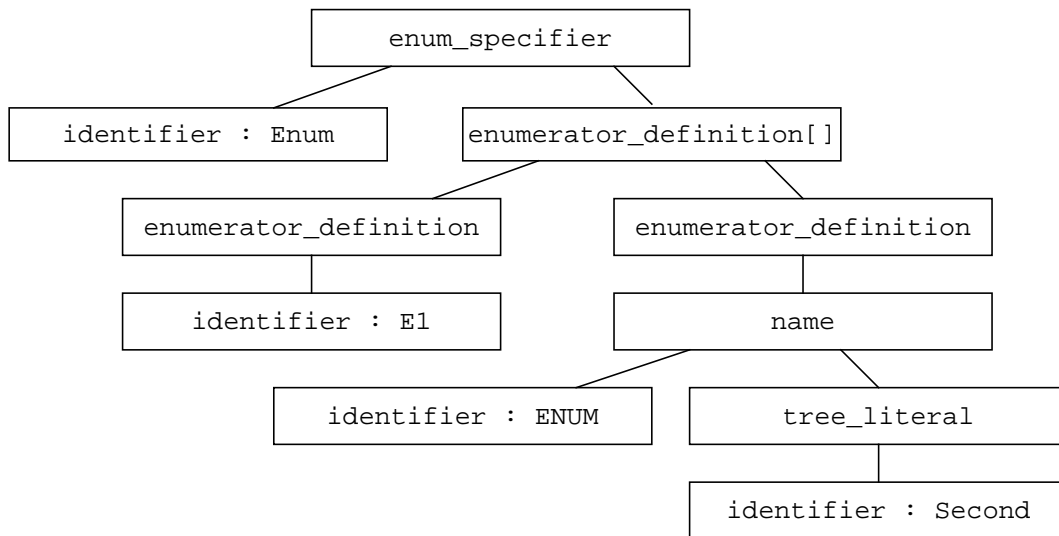 enum_specifier
identifier : Enum
enumerator_definition[]
enumerator_definition
enumerator_definition
identifier : E1
name
identifier : ENUM
tree_literal
identifier : Second